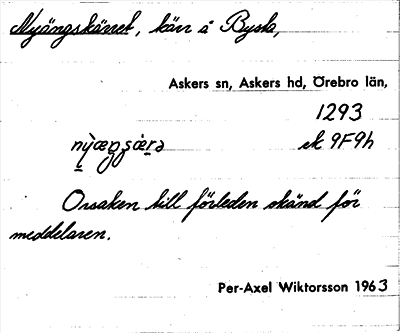 Nyängskärret, kärr å Bysta,
Askers sn, Askers hd, Örebro län,
1293
ek 9F9h
Orsaken till förleden okänd för
meddelaren.
Per-Axel Wiktorsson 1963